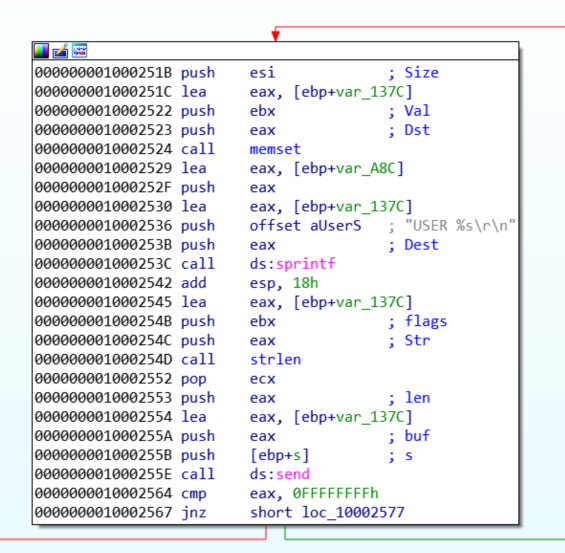 000000001000251B push esi ; Size
000000001000251C lea eax, [ebp+var_137C]
0000000010002522 push ebx ; Val
0000000010002523 push eax ; Dst
0000000010002524 call memset
0000000010002529 lea eax, [ebp+var_A8C]
000000001000252F push eax
0000000010002530 lea eax, [ebp+var_137C]
0000000010002536 push offset aUserS ; "USER %s\r\n"
000000001000253B push eax ; Dest
000000001000253C call ds:sprintf
0000000010002542 add esp, 18h
0000000010002545 lea eax, [ebp+var_137C]
000000001000254B push ebx ; flags
000000001000254C push eax ; Str
000000001000254D call strlen
0000000010002552 pop ecx
0000000010002553 push eax ; len
0000000010002554 lea eax, [ebp+var_137C]
000000001000255A push eax ; buf
000000001000255B push [ebp+s] ; s
000000001000255E call ds:send
0000000010002564 cmp eax, 0FFFFFFFFh
0000000010002567 jnz short loc_10002577